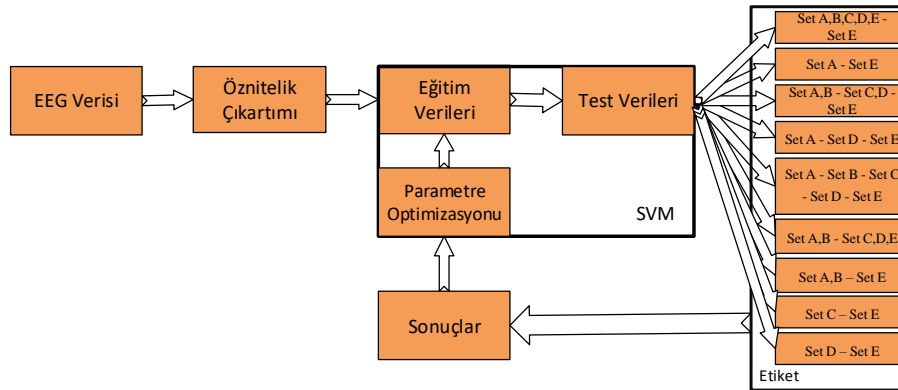 EEG Verisi
Öznitelik
Çıkartımı
Eğitim
Verileri
Test Verileri
Parametre
Optimizasyonu
SVM
Sonuçlar
Set A,B,C,D,E -
Set E
Set A - Set E
Set A,B - Set C,D -
Set E
Set A - Set D - Set E
Set A - Set B - Set C
- Set D - Set E
Set A,B - Set C,D,E
Set A,B – Set E
Set C – Set E
Set D – Set E
Etiket